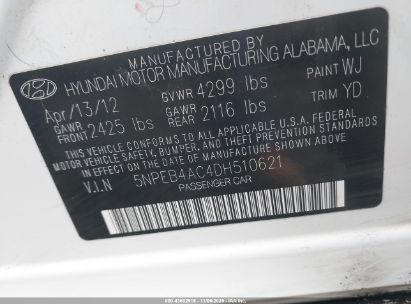 MANUFACTURED BY
HYUNDAI MOTOR MANUFACTURING ALABAMA, LLC
Apr/13/12 GVWR 4299 lbs PAINT WJ
GAWR FRONT 2425 lbs GAWR REAR 2116 lbs TRIM YD
THIS VEHICLE CONFORMS TO ALL APPLICABLE U.S.A. FEDERAL
MOTOR VEHICLE SAFETY, BUMPER, AND THEFT PREVENTION STANDARDS
IN EFFECT ON THE DATE OF MANUFACTURE SHOWN ABOVE.
V.I.N 5NPEB4AC4DH510621
PASSENGER CAR